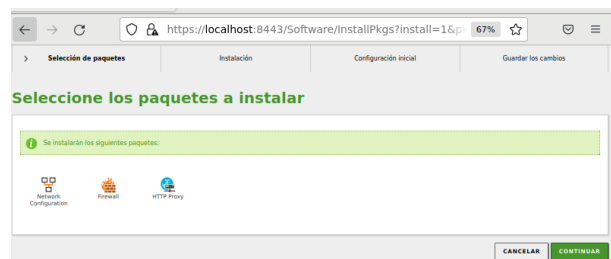 https://localhost:8443/Software/InstallPkgs?install=1&p
67%
Selección de paquetes
Instalación
Configuración inicial
Guardar los cambios
Seleccione los paquetes a instalar
Se instalarán los siguientes paquetes:
Network
Configuration
Firewall
HTTP Proxy
CANCELAR
CONTINUAR